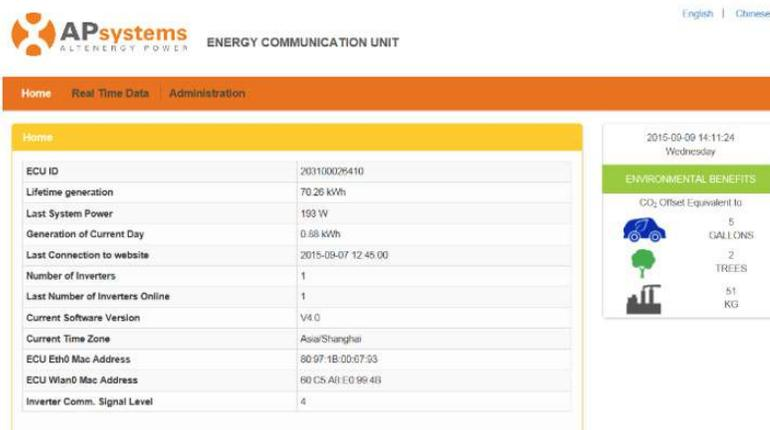 English | Chinese
APsystems
ALTENERGY POWER
ENERGY COMMUNICATION UNIT
Home Real Time Data Administration
Home
ECU ID 203100026410
Lifetime generation 70.26 kWh
Last System Power 193 W
Generation of Current Day 0.88 kWh
Last Connection to website 2015-09-07 12:45:00
Number of Inverters 1
Last Number of Inverters Online 1
Current Software Version V4.0
Current Time Zone Asia/Shanghai
ECU Eth0 Mac Address 80:97:1B:00:67:93
ECU Wlan0 Mac Address 60:C5:A8:E0:99:4B
Inverter Comm. Signal Level 4
2015-09-09 14:11:24
Wednesday
ENVIRONMENTAL BENEFITS
CO₂ Offset Equivalent to
5
GALLONS
2
TREES
51
KG